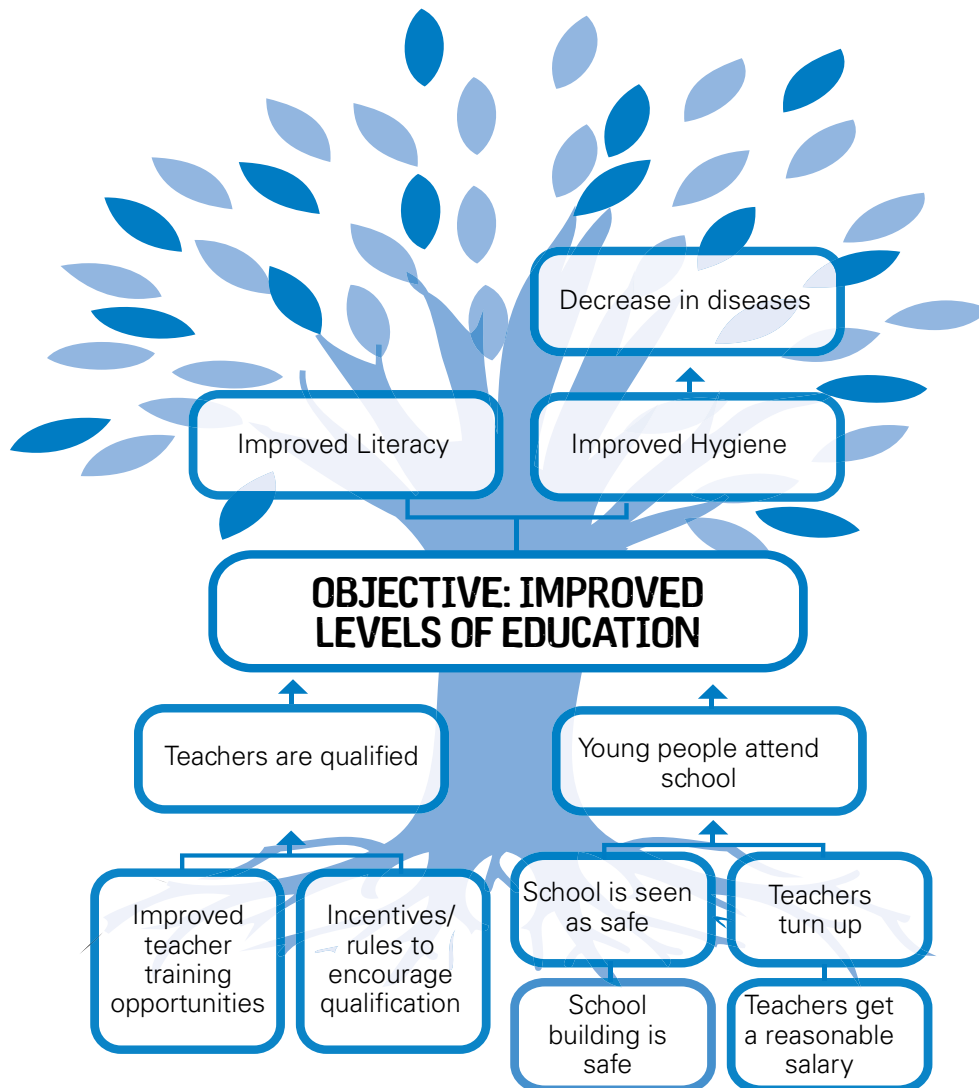 Decrease in diseases
Improved Literacy
Improved Hygiene
OBJECTIVE: IMPROVED
LEVELS OF EDUCATION
Teachers are qualified
Young people attend
school
Improved
teacher
training
opportunities
Incentives/
rules to
encourage
qualification
School is seen
as safe
Teachers
turn up
School
building is
safe
Teachers get
a reasonable
salary